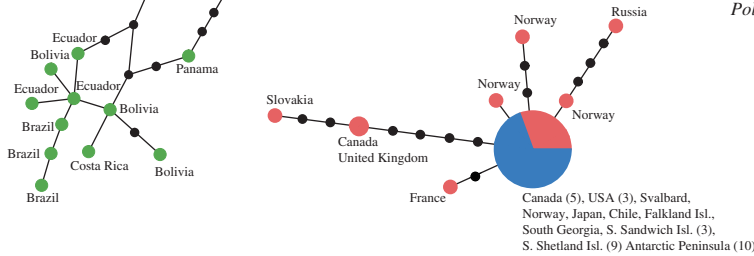 Pol
Russia
Norway
Ecuador
Bolivia
Panama
Ecuador
Ecuador
Norway
Slovakia
Bolivia
Norway
Brazil
Canada
United Kingdom
Brazil
Costa Rica
Bolivia
Brazil
France
Canada (5), USA (3), Svalbard,
Norway, Japan, Chile, Falkland Isl.,
South Georgia, S. Sandwich Isl. (3),
S. Shetland Isl. (9) Antarctic Peninsula (10)